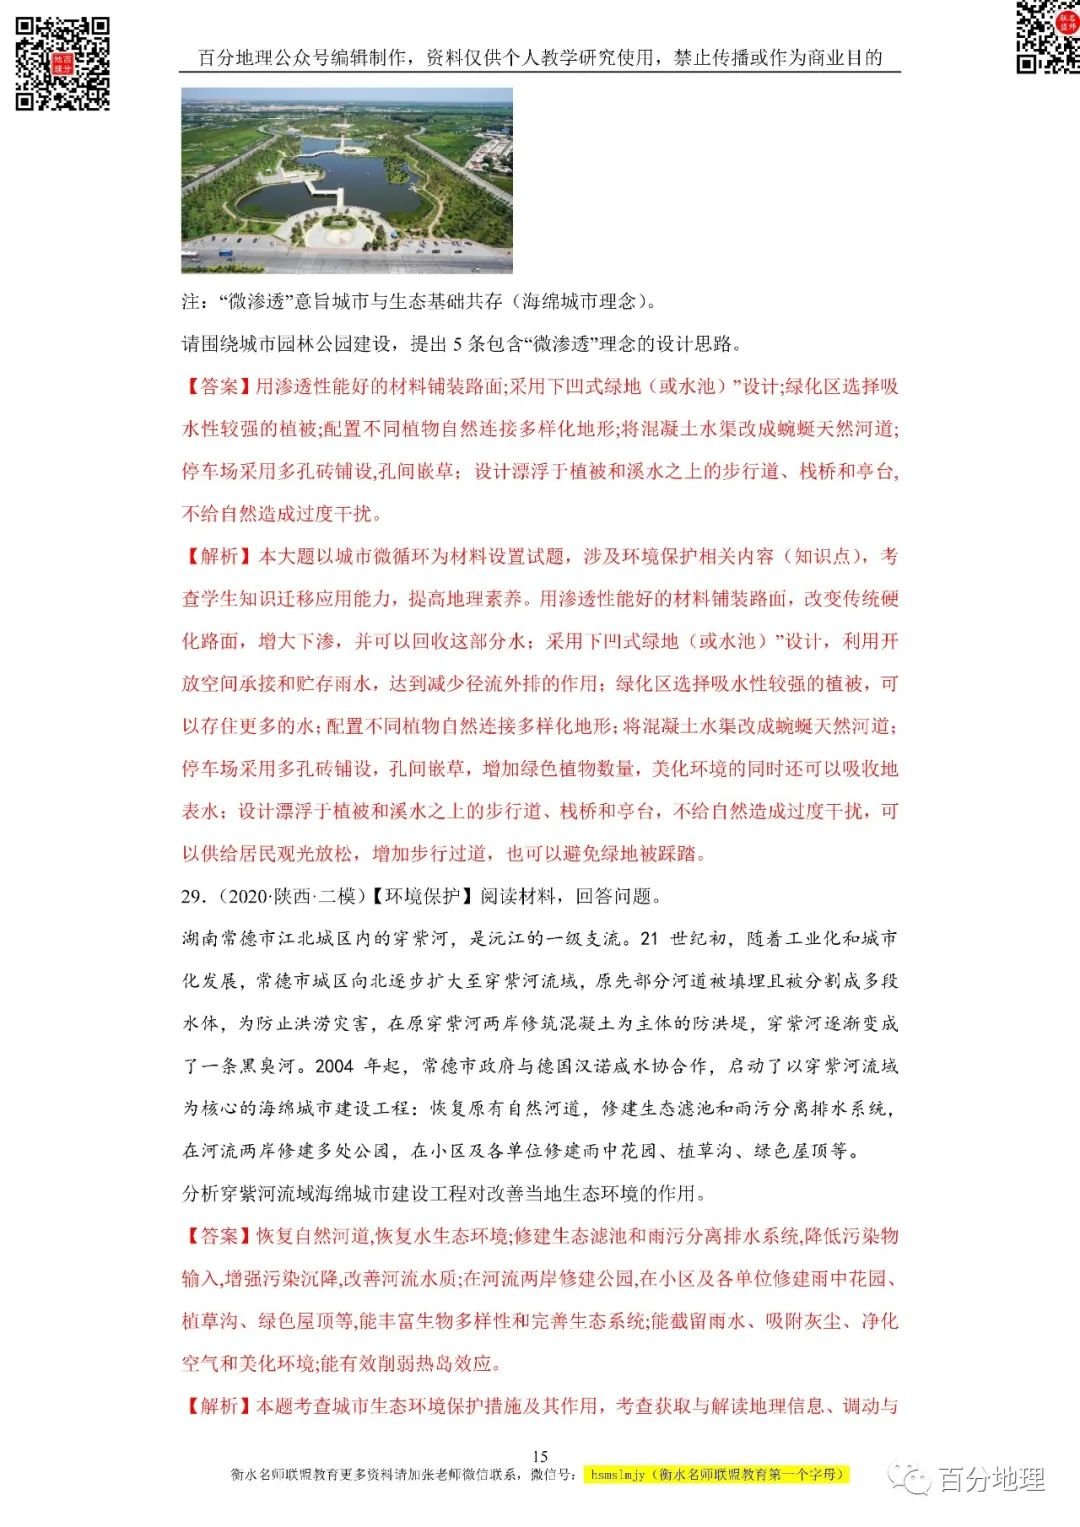 百分地理公众号编辑制作，资料仅供个人教学研究使用，禁止传播或作为商业目的
注：“微渗透”意旨城市与生态基础共存（海绵城市理念）。
请围绕城市园林公园建设，提出 5 条包含“微渗透”理念的设计思路。
【答案】用渗透性能好的材料铺装路面;采用下凹式绿地（或水池）”设计;绿化区选择吸
水性较强的植被;配置不同植物自然连接多样化地形;将混凝土水渠改成蜿蜒天然河道;
停车场采用多孔砖铺设,孔间嵌草；设计漂浮于植被和溪水之上的步行道、栈桥和亭台,
不给自然造成过度干扰。
【解析】本大题以城市微循环为材料设置试题，涉及环境保护相关内容（知识点），考
查学生知识迁移应用能力，提高地理素养。用渗透性能好的材料铺装路面，改变传统硬
化路面，增大下渗，并可以回收这部分水；采用下凹式绿地（或水池）”设计，利用开
放空间承接和贮存雨水，达到减少径流外排的作用；绿化区选择吸水性较强的植被，可
以存住更多的水；配置不同植物自然连接多样化地形；将混凝土水渠改成蜿蜒天然河道；
停车场采用多孔砖铺设，孔间嵌草，增加绿色植物数量，美化环境的同时还可以吸收地
表水；设计漂浮于植被和溪水之上的步行道、栈桥和亭台，不给自然造成过度干扰，可
以供给居民观光放松，增加步行过道，也可以避免绿地被踩踏。
29.（2020·陕西·二模）【环境保护】阅读材料，回答问题。
湖南常德市江北城区内的穿紫河，是沅江的一级支流。21 世纪初，随着工业化和城市
化发展，常德市城区向北逐步扩大至穿紫河流域，原先部分河道被填埋且被分割成多段
水体，为防止洪涝灾害，在原穿紫河两岸修筑混凝土为主体的防洪堤，穿紫河逐渐变成
了一条黑臭河。2004 年起，常德市政府与德国汉诺威水协合作，启动了以穿紫河流域
为核心的海绵城市建设工程：恢复原有自然河道，修建生态滤池和雨污分离排水系统，
在河流两岸修建多处公园，在小区及各单位修建雨中花园、植草沟、绿色屋顶等。
分析穿紫河流域海绵城市建设工程对改善当地生态环境的作用。
【答案】恢复自然河道,恢复水生态环境;修建生态滤池和雨污分离排水系统,降低污染物
输入,增强污染沉降,改善河流水质;在河流两岸修建公园,在小区及各单位修建雨中花园、
植草沟、绿色屋顶等,能丰富生物多样性和完善生态系统;能截留雨水、吸附灰尘、净化
空气和美化环境;能有效削弱热岛效应。
【解析】本题考查城市生态环境保护措施及其作用，考查获取与解读地理信息、调动与
15
衡水名师联盟教育更多资料请加张老师微信联系，微信号： hsmslmjy（衡水名师联盟教育第一个字母）
百分地理